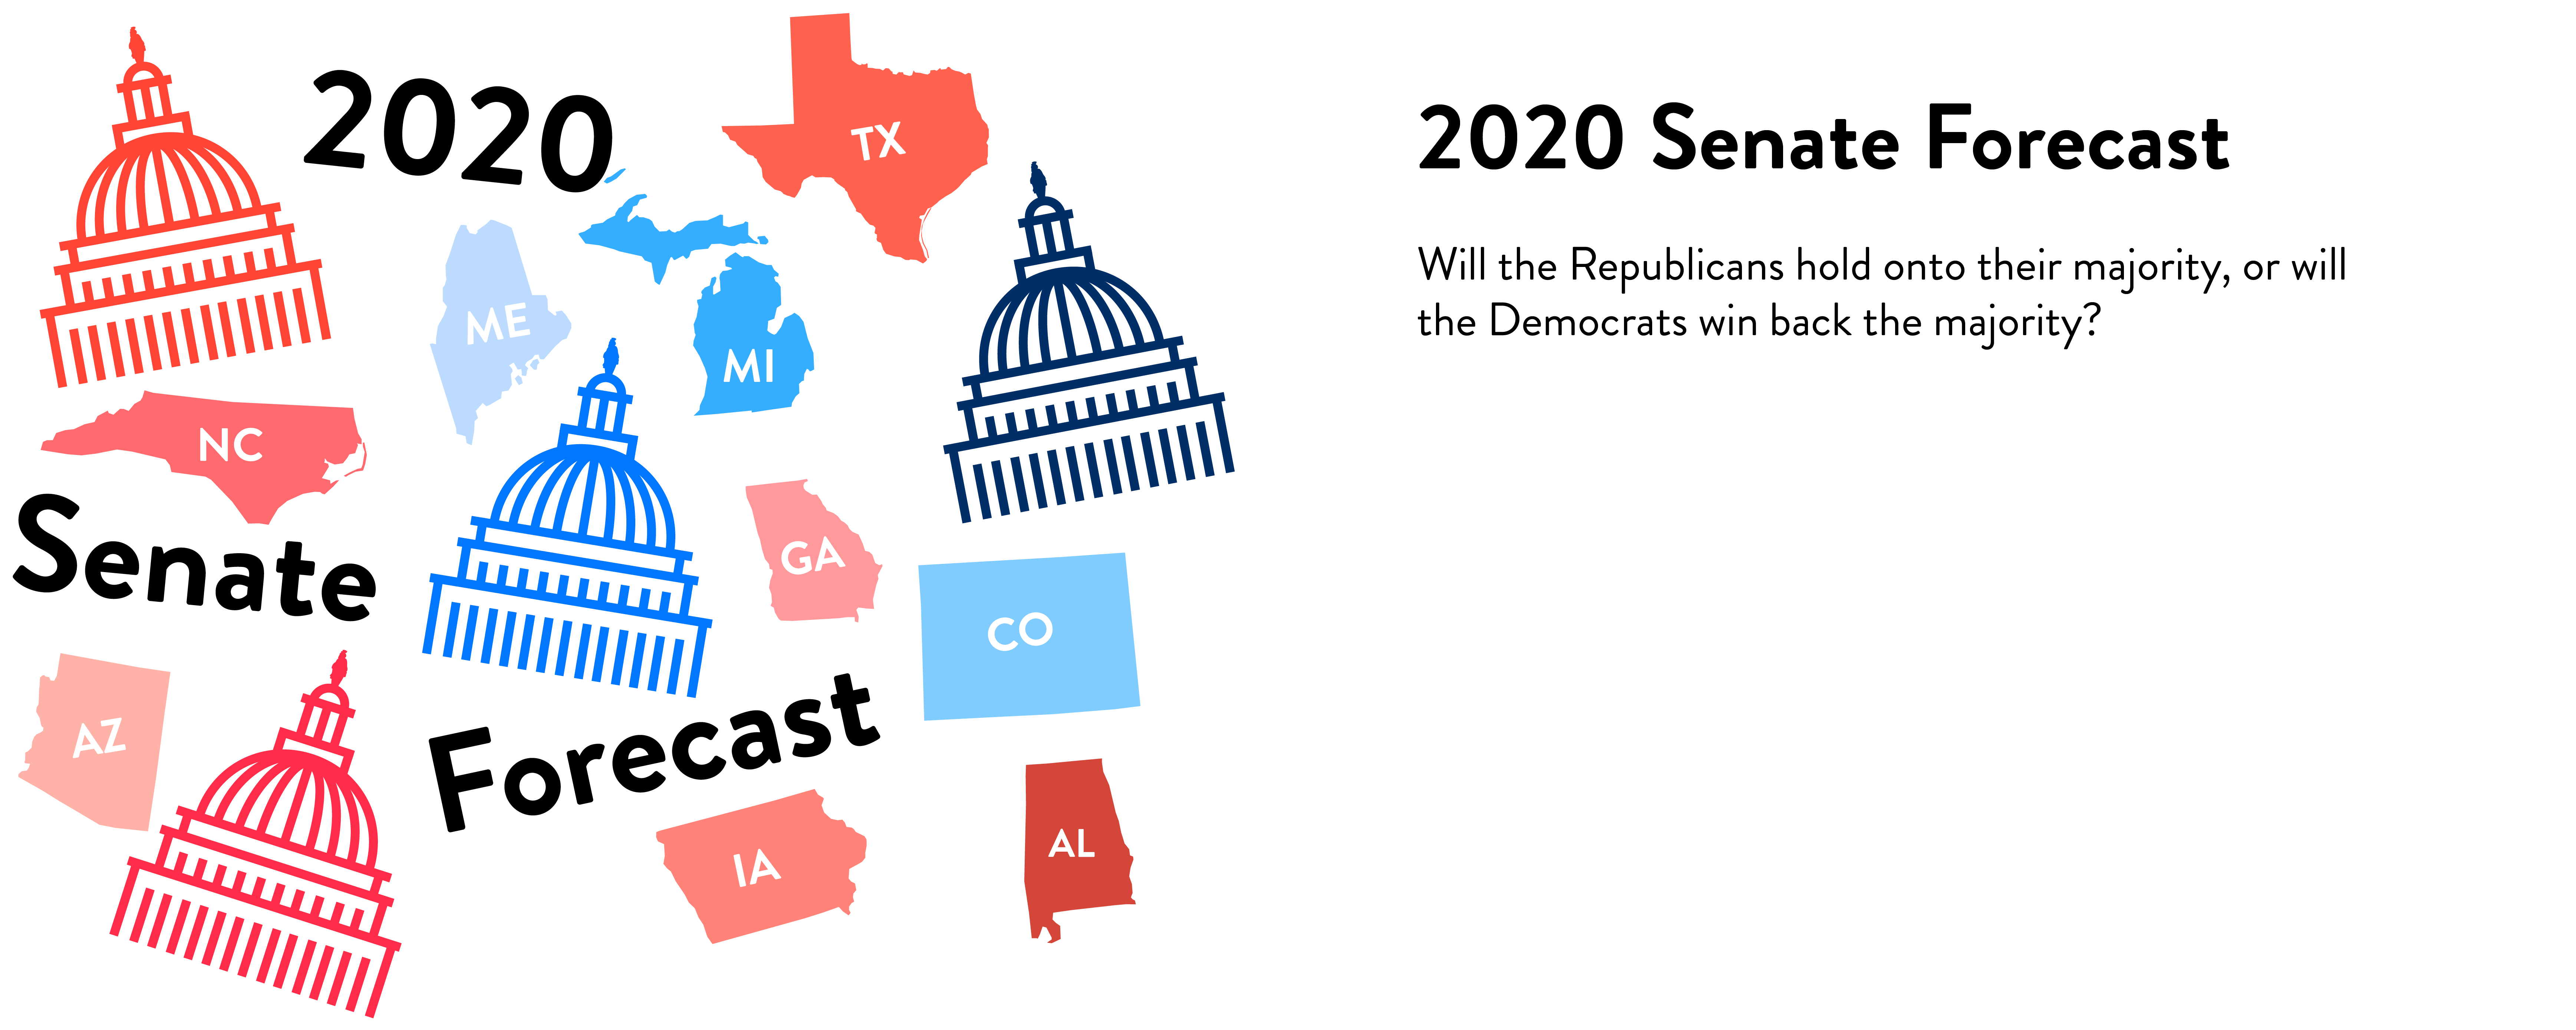 2020
TX
ME
MI
NC
Senate
GA
CO
AZ
Forecast
IA
AL
2020 Senate Forecast
Will the Republicans hold onto their majority, or will
the Democrats win back the majority?